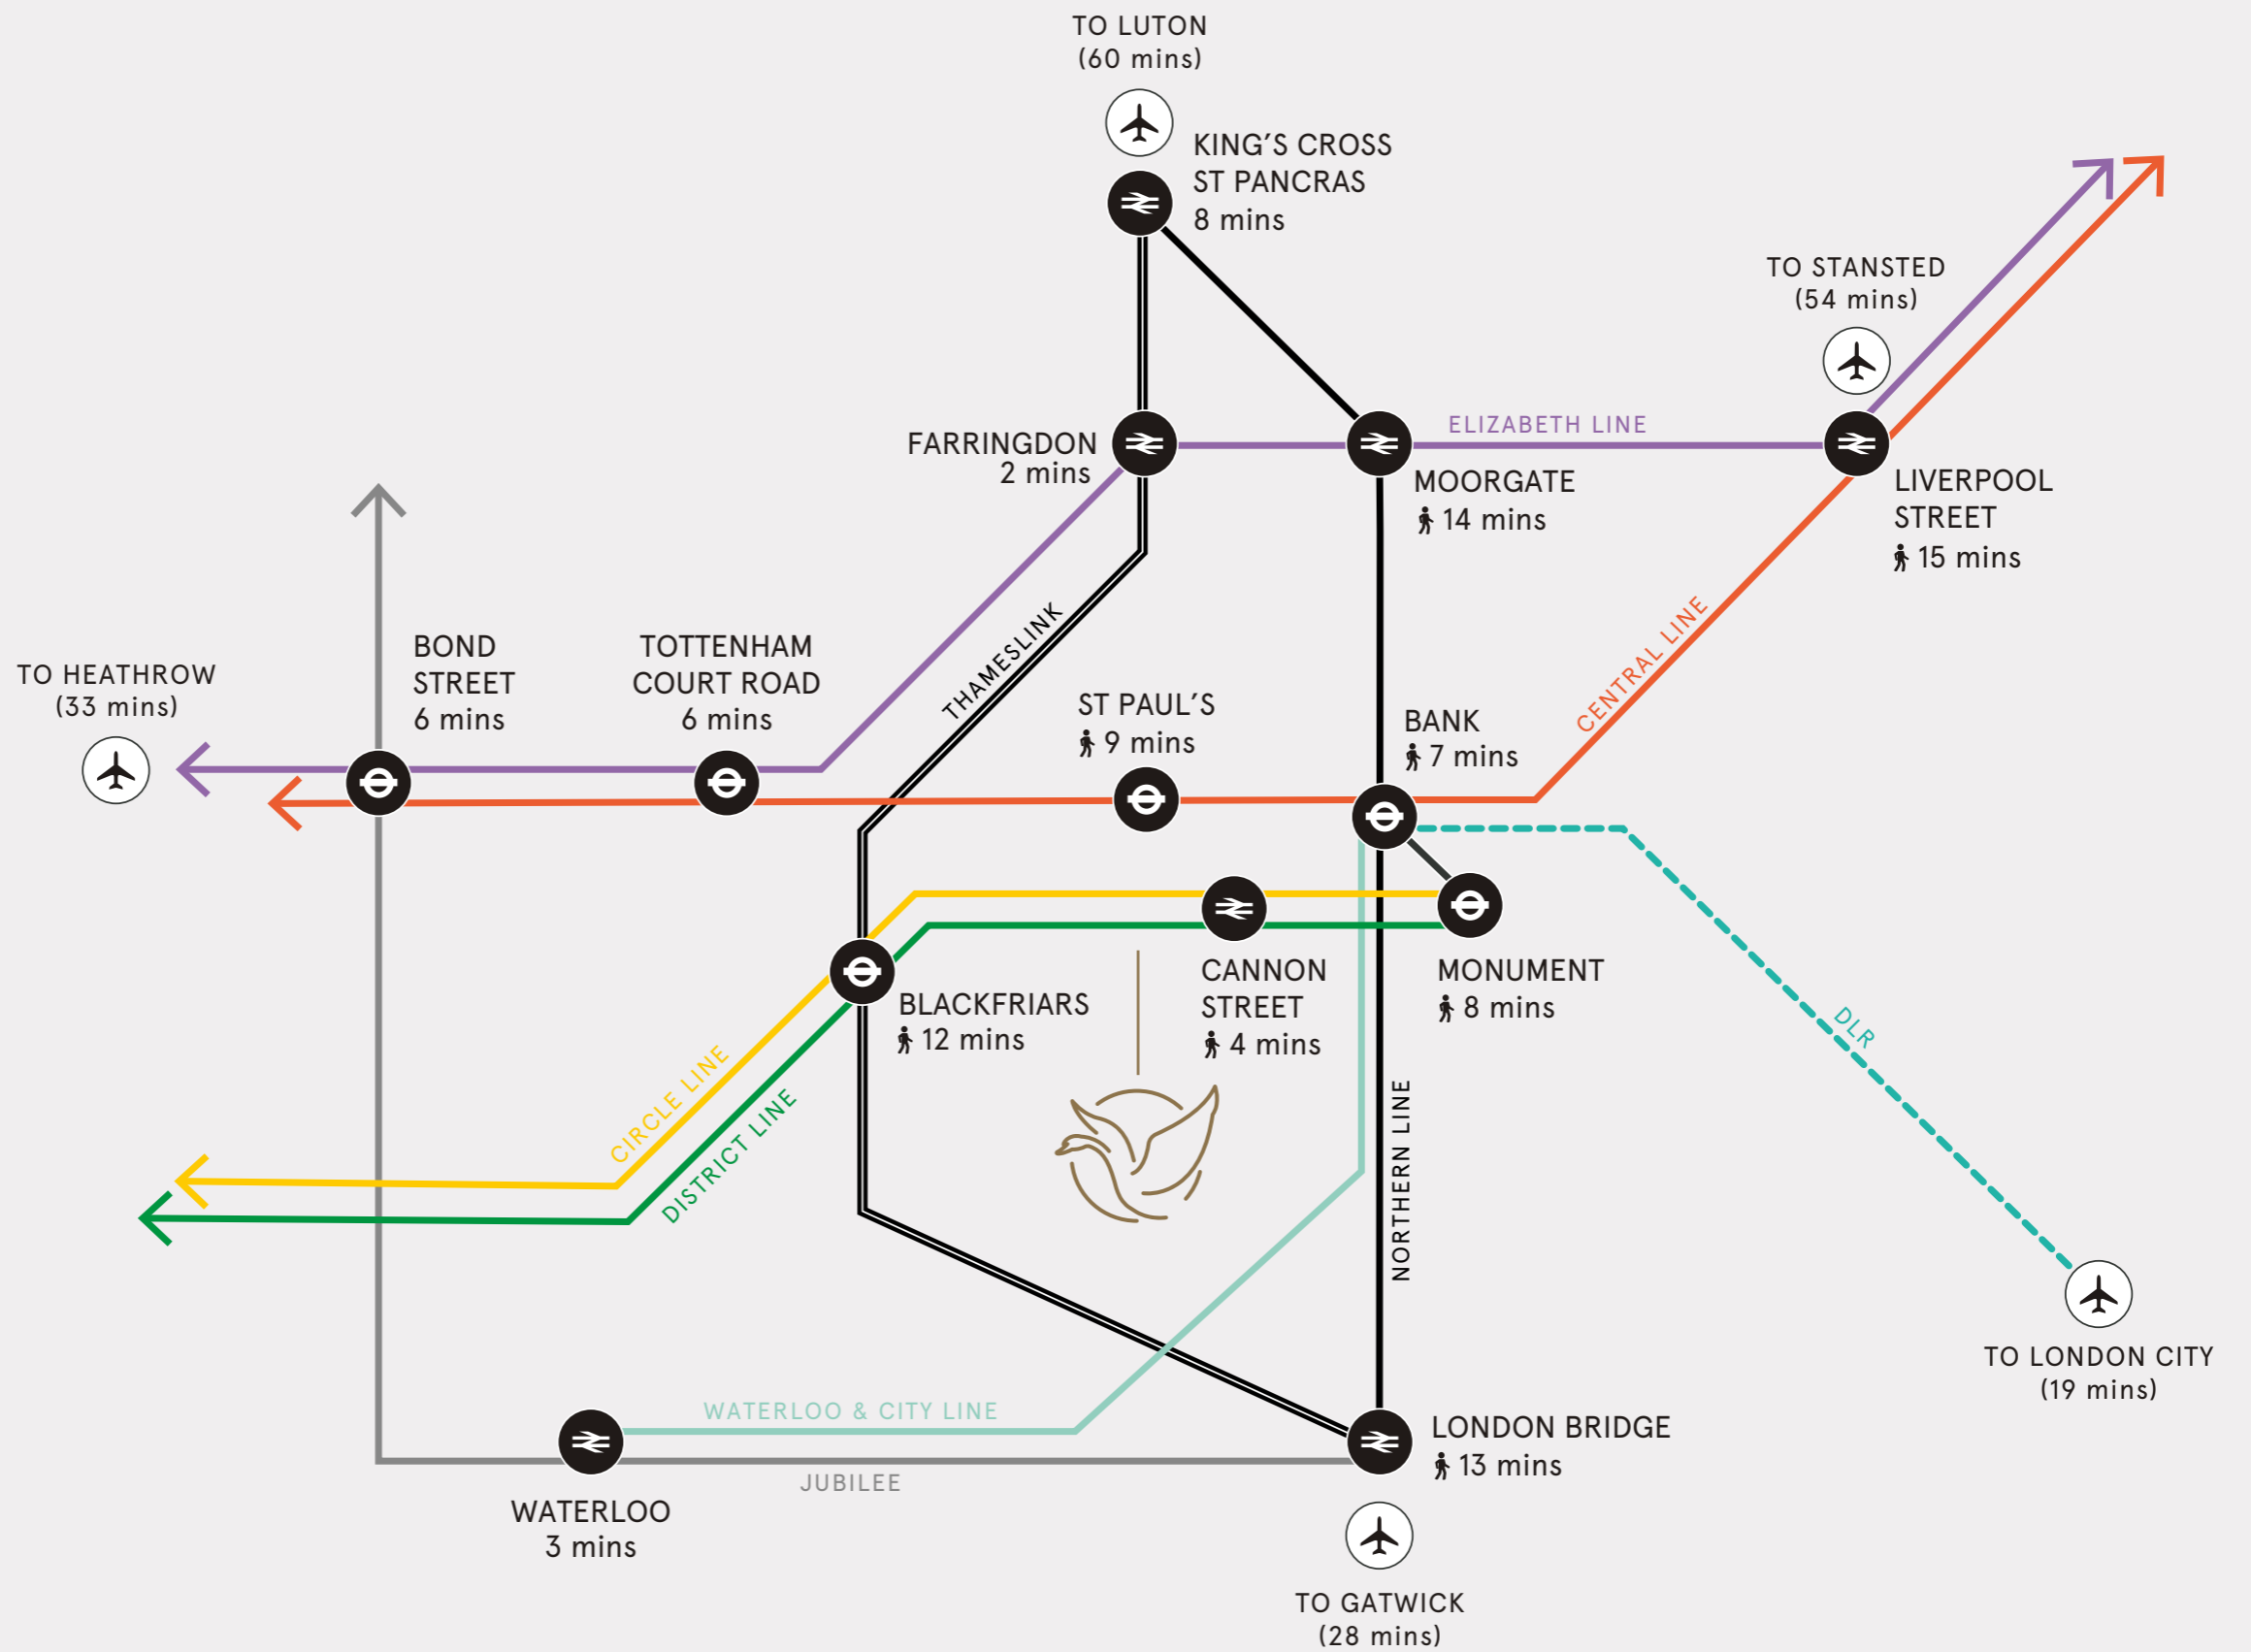 TO LUTON
(60 mins)
KING'S CROSS
ST PANCRAS
8 mins
TO STANSTED
(54 mins)
ELIZABETH LINE
FARRINGDON
2 mins
MOORGATE
14 mins
LIVERPOOL
STREET
15 mins
THAMESLINK
CENTRAL LINE
TO HEATHROW
(33 mins)
BOND
STREET
6 mins
TOTTENHAM
COURT ROAD
6 mins
ST PAUL'S
9 mins
BANK
7 mins
BLACKFRIARS
12 mins
CANNON
STREET
4 mins
MONUMENT
8 mins
DLR
CIRCLE LINE
DISTRICT LINE
NORTHERN LINE
TO LONDON CITY
(19 mins)
WATERLOO & CITY LINE
JUBILEE
LONDON BRIDGE
13 mins
WATERLOO
3 mins
TO GATWICK
(28 mins)